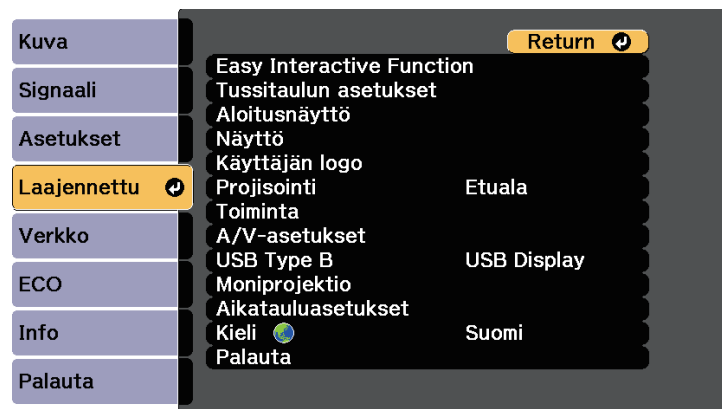 Kuva
Signaali
Asetukset
Laajennettu
Verkko
ECO
Info
Palauta
Return
Easy Interactive Function
Tussitaulun asetukset
Aloitusnäyttö
Näyttö
Käyttäjän logo
Projisointi Etuala
Toiminta
A/V-asetukset
USB Type B USB Display
Moniprojektio
Aikatauluasetukset
Kieli Suomi
Palauta